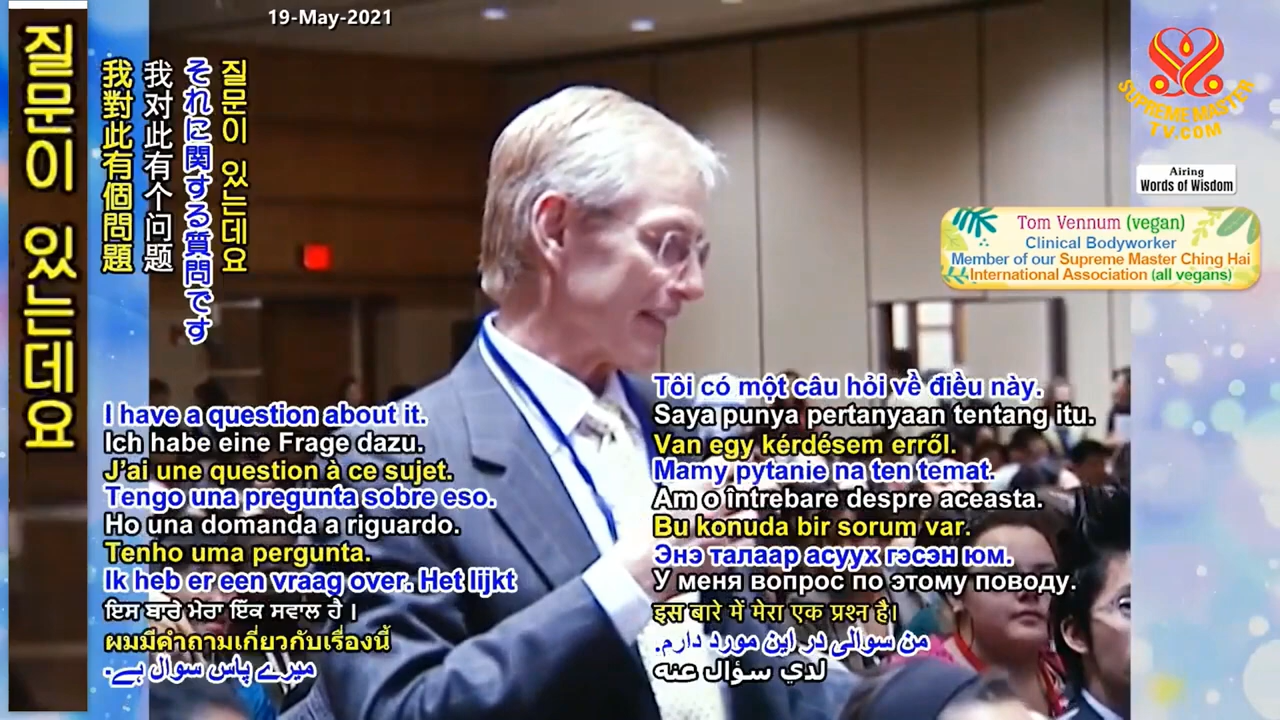 질문이 있는데요
19-May-2021
我對此有個問題
我对此有个问题
それに関する質問です
질문이 있는데요
SUPREME MASTER
TV.COM
Airing
Words of Wisdom
Tom Vennum (vegan)
Clinical Bodyworker
Member of our Supreme Master Ching Hai
International Association (all vegans)
I have a question about it.
Ich habe eine Frage dazu.
J'ai une question à ce sujet.
Tengo una pregunta sobre eso.
Ho una domanda a riguardo.
Tenho uma pergunta.
Ik heb er een vraag over. Het lijkt
ਇਸ ਬਾਰੇ ਮੇਰਾ ਇੱਕ ਸਵਾਲ ਹੈ।
ผมมีคำถามเกี่ยวกับเรื่องนี้
میرے پاس سوال ہے۔
Tôi có một câu hỏi về điều này.
Saya punya pertanyaan tentang itu.
Van egy kérdésem erről.
Mamy pytanie na ten temat.
Am o întrebare despre aceasta.
Bu konuda bir sorum var.
Энэ талаар асуух гэсэн юм.
У меня вопрос по этому поводу.
इस बारे में मेरा एक प्रश्न है।
من سوالی در این مورد دارم.
لدي سؤال عنه